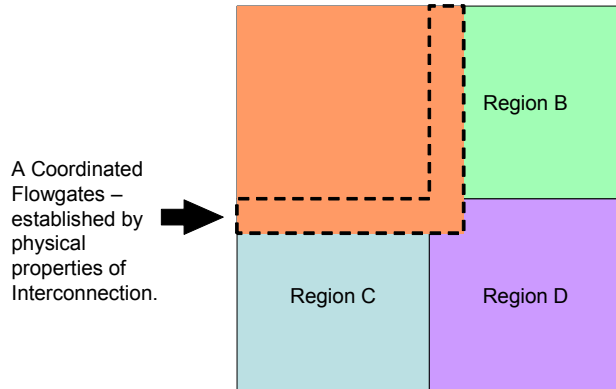 Region B
A Coordinated
Flowgates –
established by
physical
properties of
Interconnection.
Region C
Region D